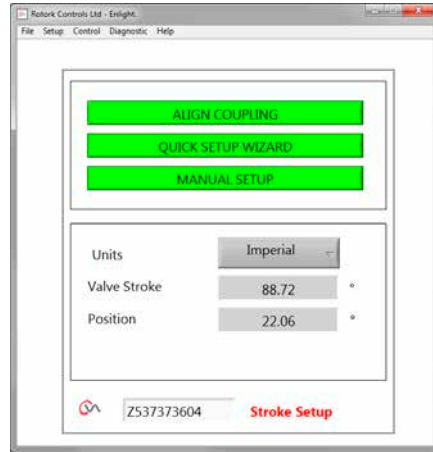 Rotork Controls Ltd - Enlight.
File Setup Control Diagnostic Help
ALIGN COUPLING
QUICK SETUP WIZARD
MANUAL SETUP
Units Imperial
Valve Stroke 88.72 °
Position 22.06 °
Z537373604 Stroke Setup